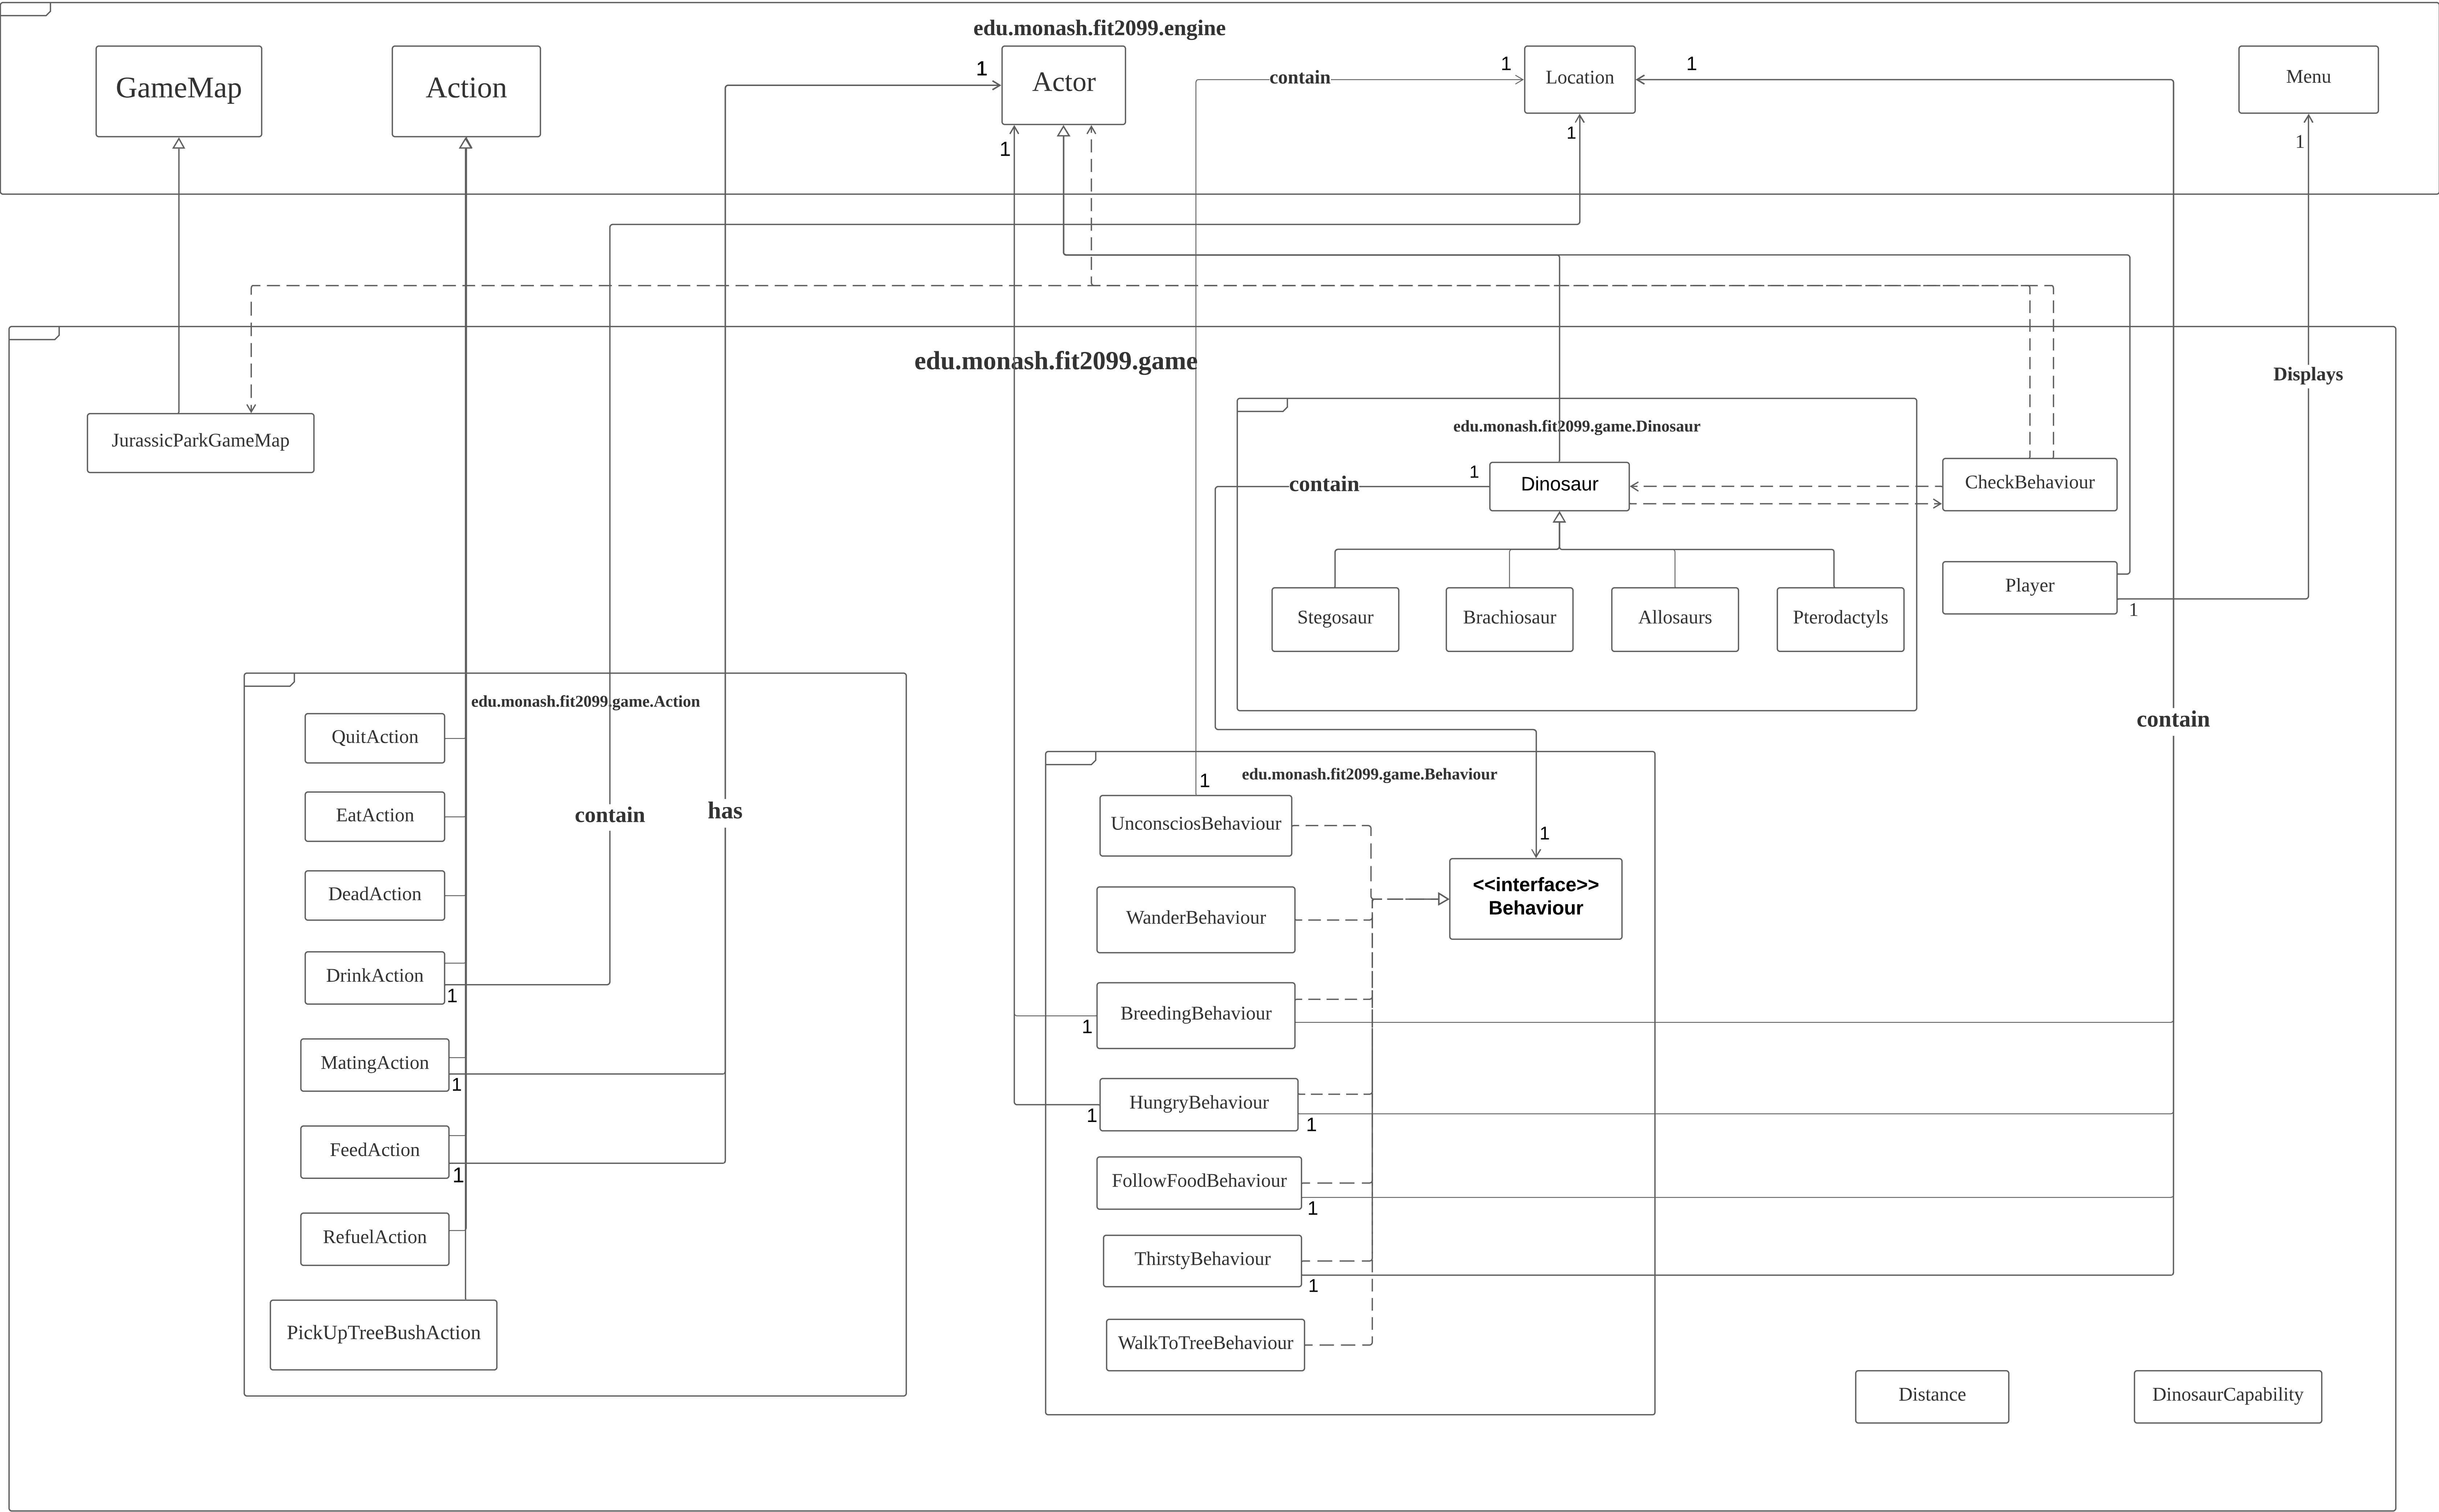 edu.monash.fit2099.engine
GameMap
Action
1
Actor
contain
1
Location
1
Menu
1
1
1
edu.monash.fit2099.game
Displays
JurassicParkGameMap
edu.monash.fit2099.game.Dinosaur
contain
1
Dinosaur
CheckBehaviour
Player
1
Stegosaur
Brachiosaur
Allosaurs
Pterodactyls
contain
edu.monash.fit2099.game.Action
QuitAction
EatAction
DeadAction
DrinkAction
1
MatingAction
1
FeedAction
1
RefuelAction
PickUpTreeBushAction
contain
has
edu.monash.fit2099.game.Behaviour
1
UnconsciosBehaviour
1
<<interface>>
Behaviour
WanderBehaviour
BreedingBehaviour
1
HungryBehaviour
1
1
FollowFoodBehaviour
1
ThirstyBehaviour
1
WalkToTreeBehaviour
Distance
DinosaurCapability